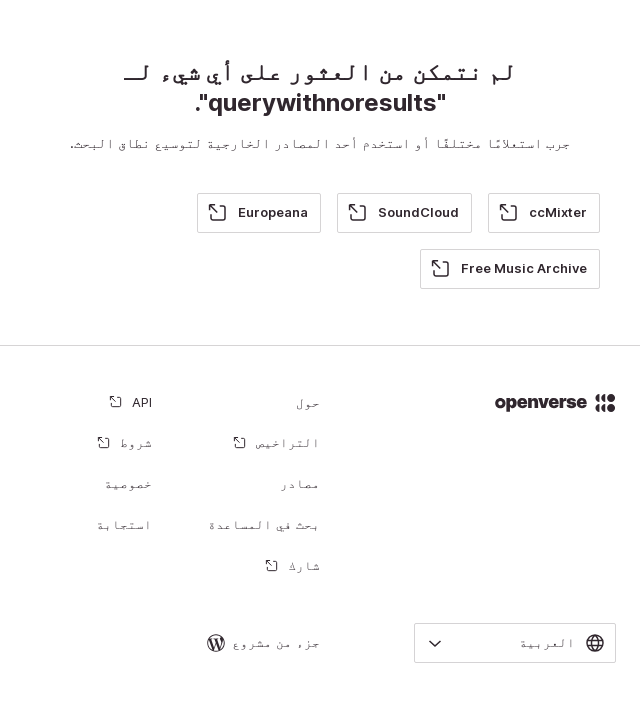 لم نتمكن من العثور على أي شيء لـ
"querywithnoresults".
جرب استعلامًا مختلفًا أو استخدم أحد المصادر الخارجية لتوسيع نطاق البحث.
ccMixter
SoundCloud
Europeana
Free Music Archive
openverse
حول
API
التراخيص
شروط
مصادر
خصوصية
بحث في المساعدة
استجابة
شارك
العربية
جزء من مشروع